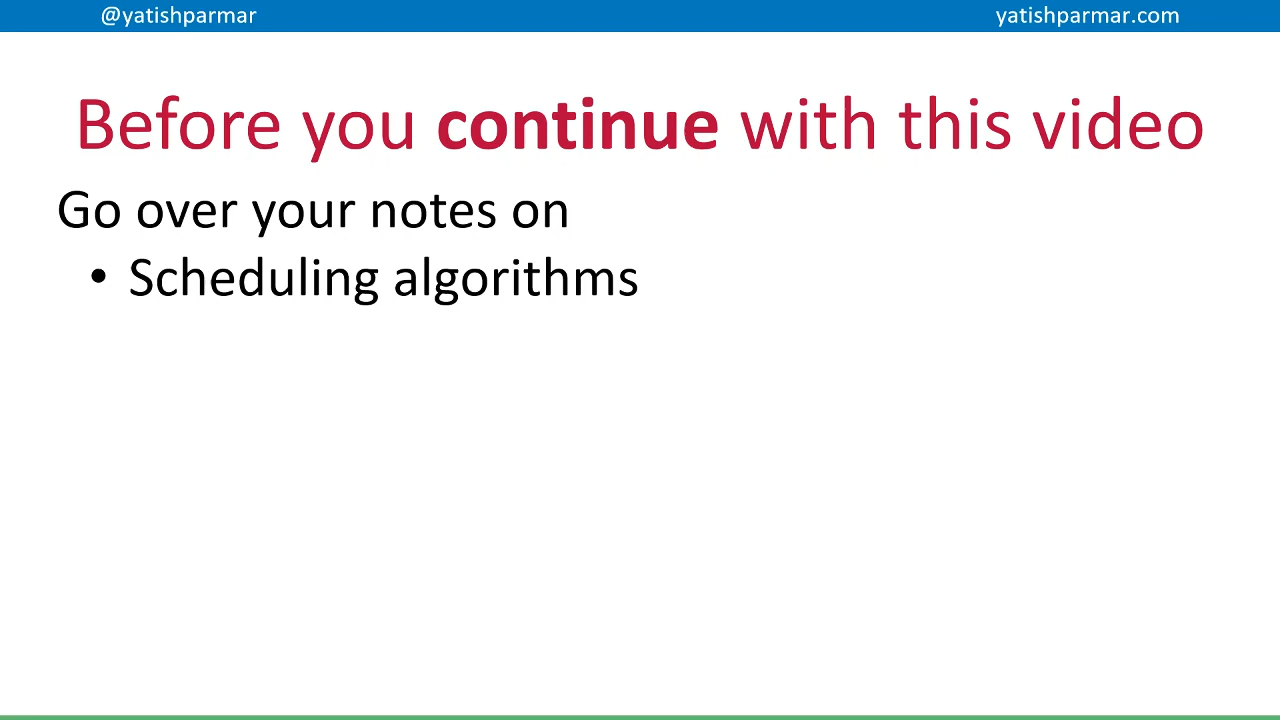 @yatishparmar
yatishparmar.com
Before you continue with this video
Go over your notes on
• Scheduling algorithms